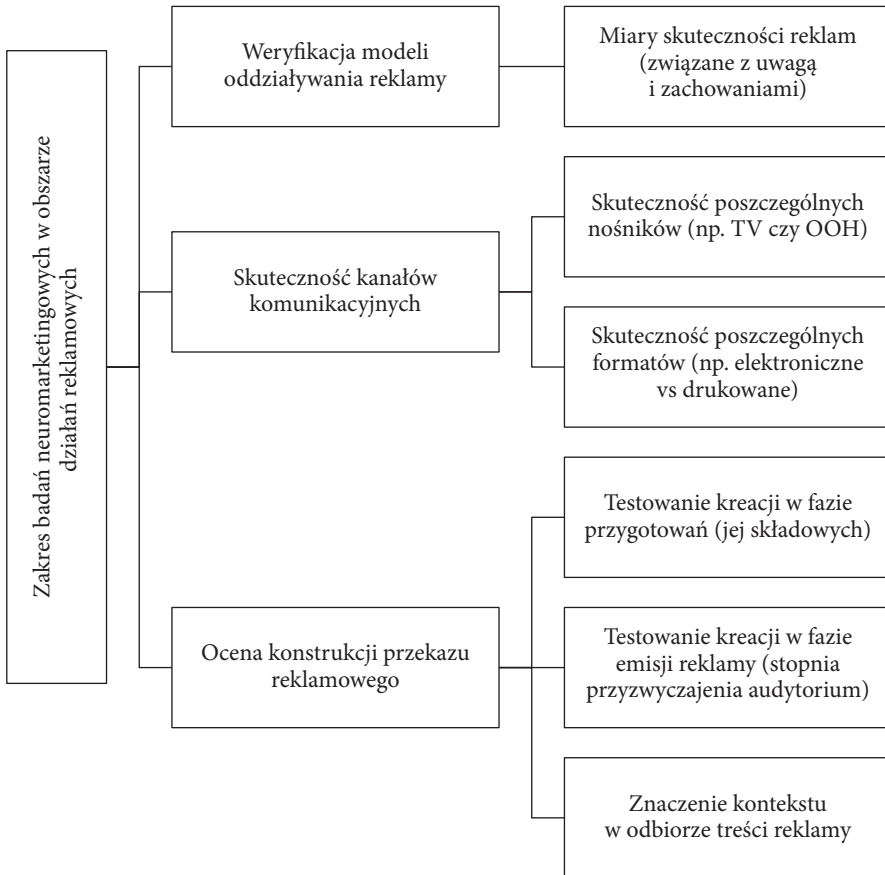 Zakres badań neuromarketingowych w obszarze
działań reklamowych
Weryfikacja modeli
oddziaływania reklamy
Miary skuteczności reklam
(związane z uwagą
i zachowaniami)
Skuteczność kanałów
komunikacyjnych
Skuteczność poszczególnych
nośników (np. TV czy OOH)
Skuteczność poszczególnych
formatów (np. elektroniczne
vs drukowane)
Ocena konstrukcji przekazu
reklamowego
Testowanie kreacji w fazie
przygotowań (jej składowych)
Testowanie kreacji w fazie
emisji reklamy (stopnia
przyzwyczajenia audytorium)
Znaczenie kontekstu
w odbiorze treści reklamy